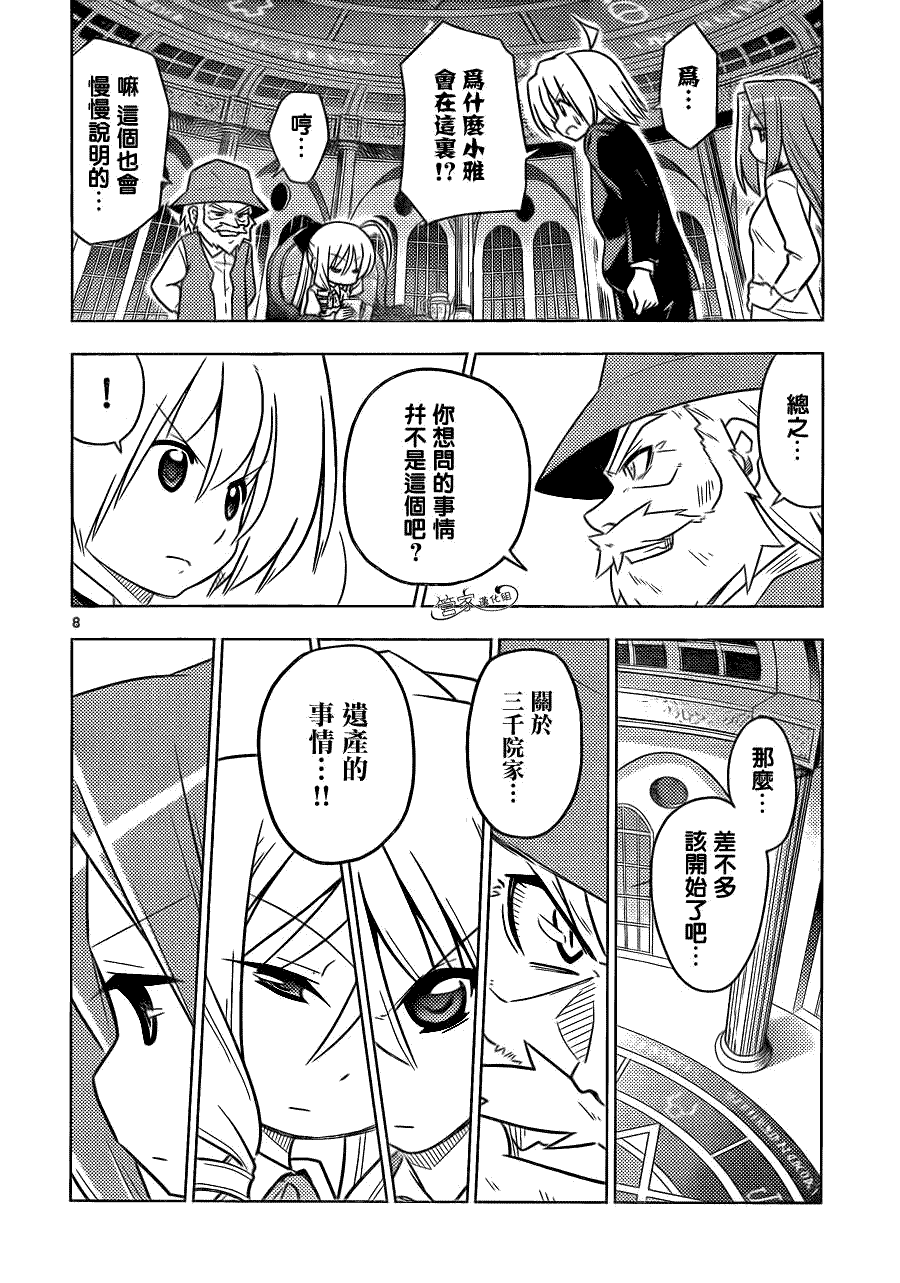 爲…
爲什麼小雅
會在這裏!?
哼
嘛 這個也會
慢慢說明的…
總之…
你想問的事情
幷不是這個吧？
！
管家進化組
8
那麼…
差不多
該開始了吧…
關於
三千院家…
遺產的
事情…!!